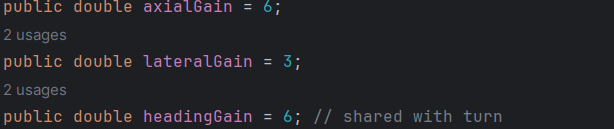 public double axialGain = 6;
2 usages
public double lateralGain = 3;
2 usages
public double headingGain = 6; // shared with turn